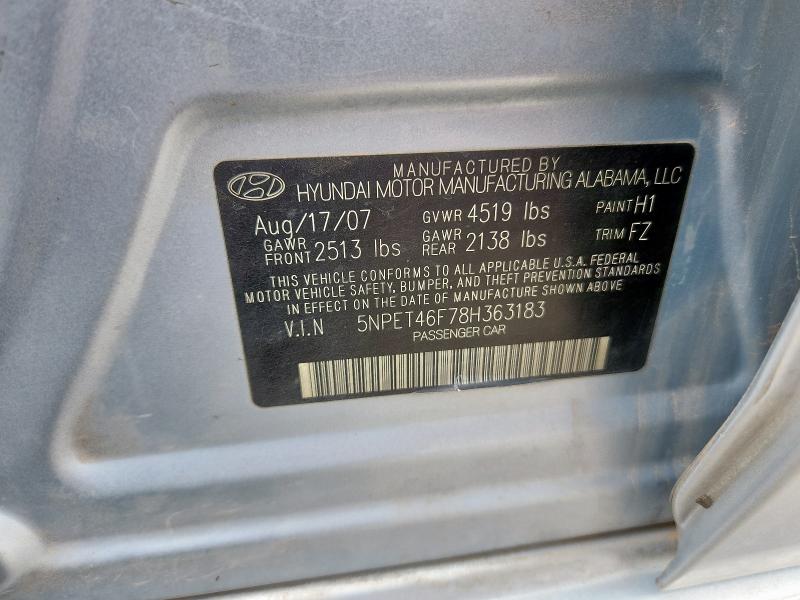 MANUFACTURED BY
HYUNDAI MOTOR MANUFACTURING ALABAMA, LLC
Aug/17/07 GVWR 4519 lbs PAINT H1
GAWR FRONT 2513 lbs GAWR REAR 2138 lbs TRIM FZ
THIS VEHICLE CONFORMS TO ALL APPLICABLE U.S.A. FEDERAL
MOTOR VEHICLE SAFETY, BUMPER, AND THEFT PREVENTION STANDARDS
IN EFFECT ON THE DATE OF MANUFACTURE SHOWN ABOVE
V.I.N 5NPET46F78H363183
PASSENGER CAR